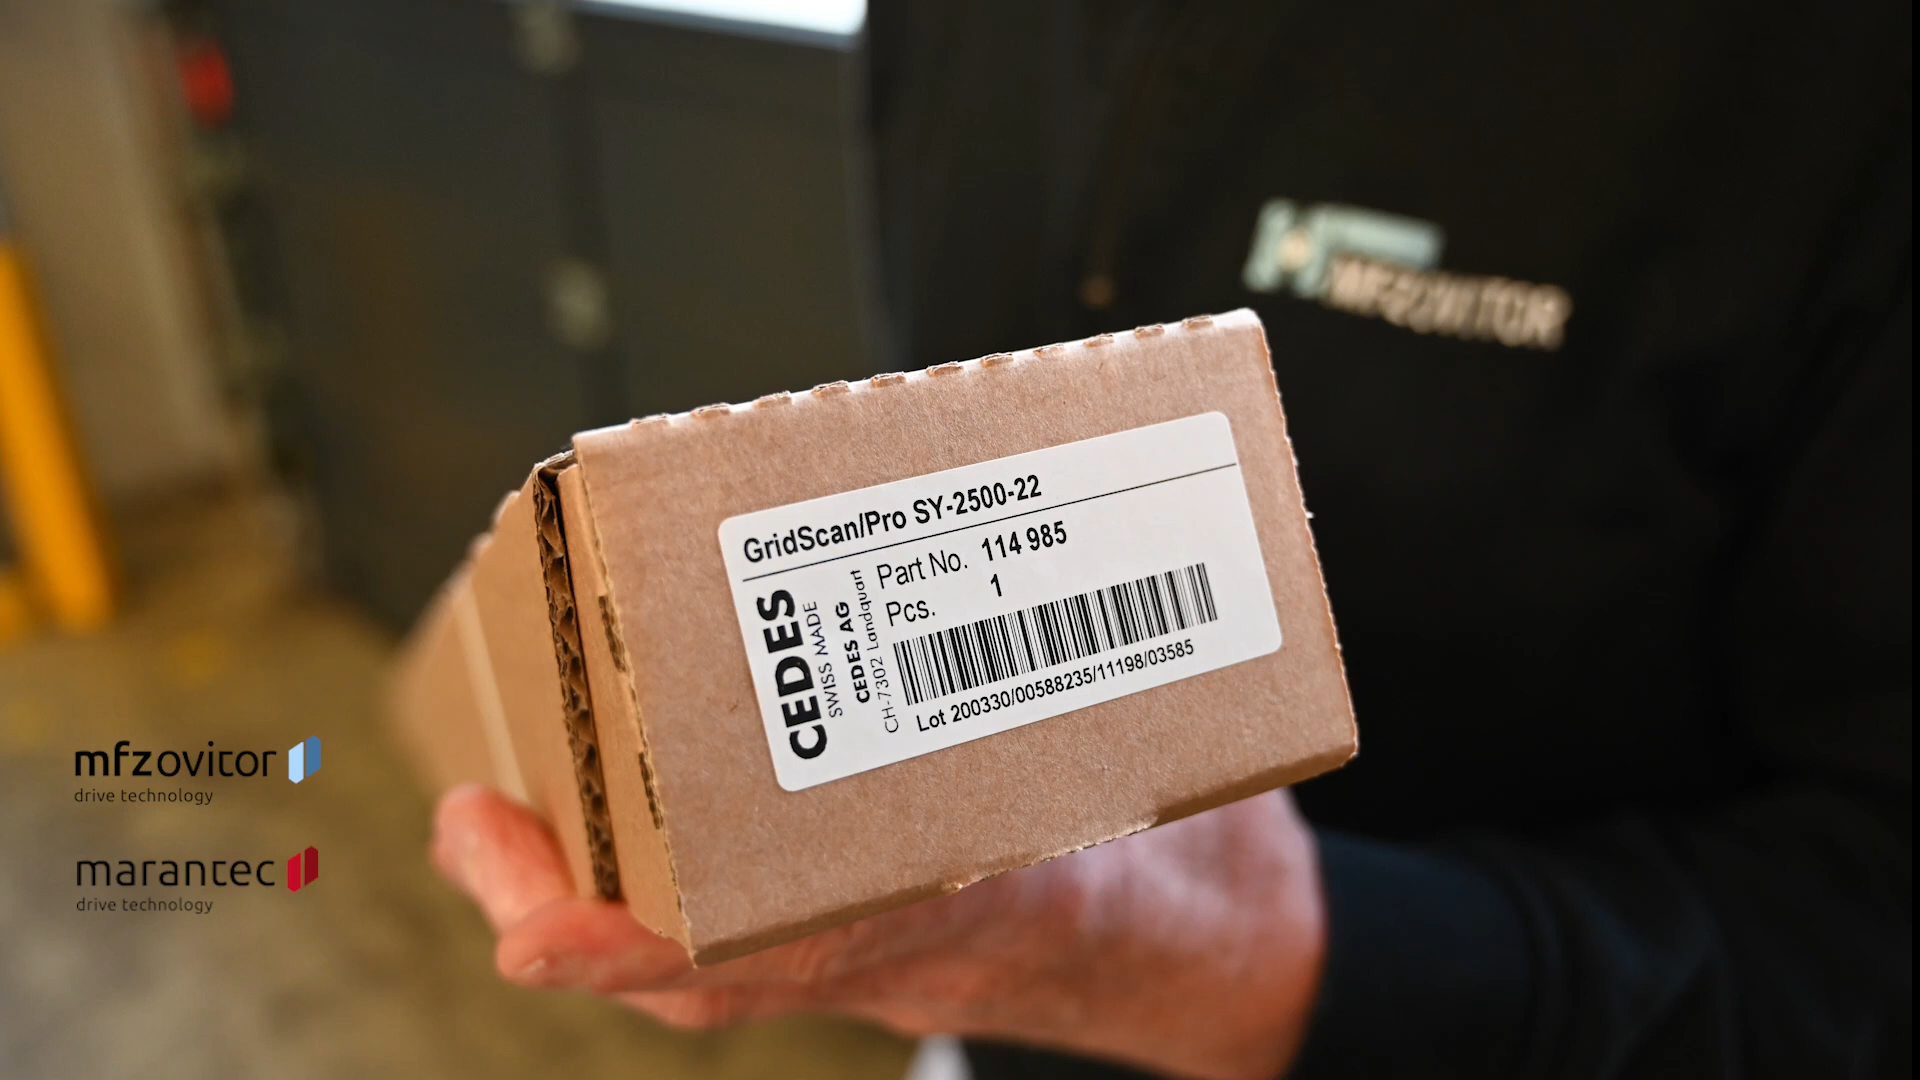 MFZOVITOR
GridScan/Pro SY-2500-22
Part No. 114 985
Pcs. 1
CEDES
SWISS MADE
CEDES AG
CH-7302 Landquart
Lot 200330/00588235/11198/03585
mfzovitor
drive technology
marantec
drive technology